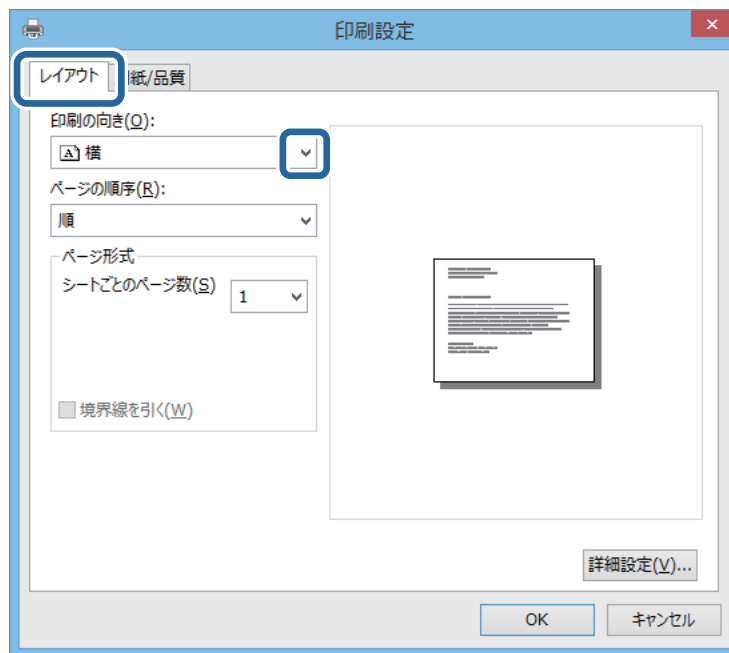 印刷設定
レイアウト
紙/品質
印刷の向き(O):
A 横
ページの順序(R):
順
ページ形式
シートごとのページ数(S)
1
境界線を引く(W)
詳細設定(V)...
OK
キャンセル